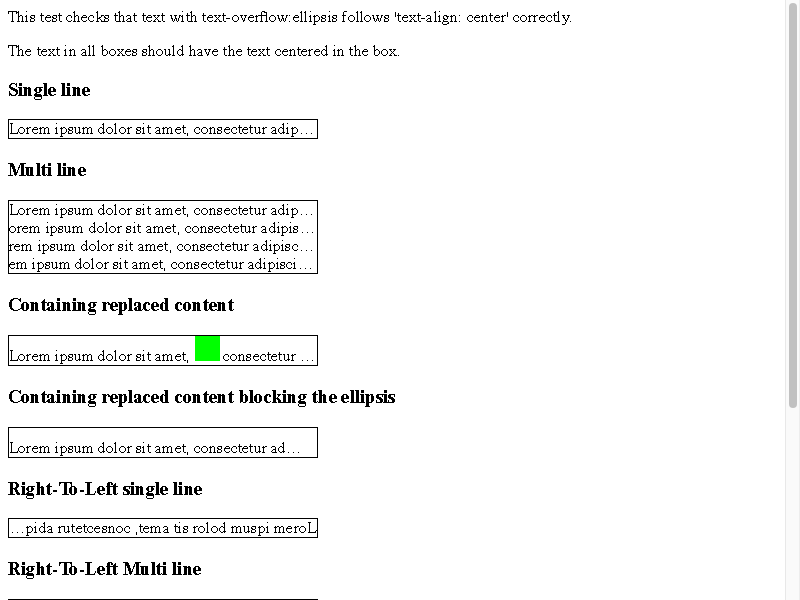 This test checks that text with text-overflow:ellipsis follows 'text-align: center' correctly.
The text in all boxes should have the text centered in the box.
Single line
Lorem ipsum dolor sit amet, consectetur adip...
Multi line
Lorem ipsum dolor sit amet, consectetur adip...
orem ipsum dolor sit amet, consectetur adipis...
rem ipsum dolor sit amet, consectetur adipisc...
em ipsum dolor sit amet, consectetur adipisci...
Containing replaced content
Lorem ipsum dolor sit amet, consectetur ...
Containing replaced content blocking the ellipsis
Lorem ipsum dolor sit amet, consectetur ad...
Right-To-Left single line
...pida rutetcesnoc ,tema tis rolod muspi meroL
Right-To-Left Multi line